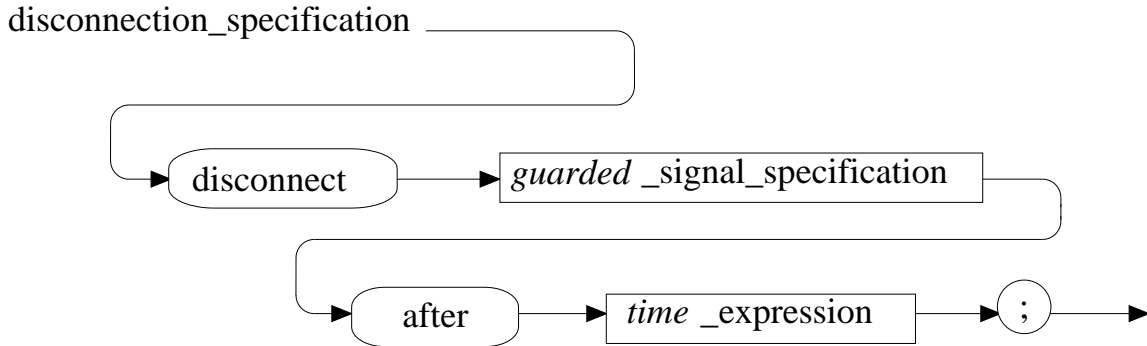 disconnection_specification
disconnect guarded _signal_specification
after time _expression ;